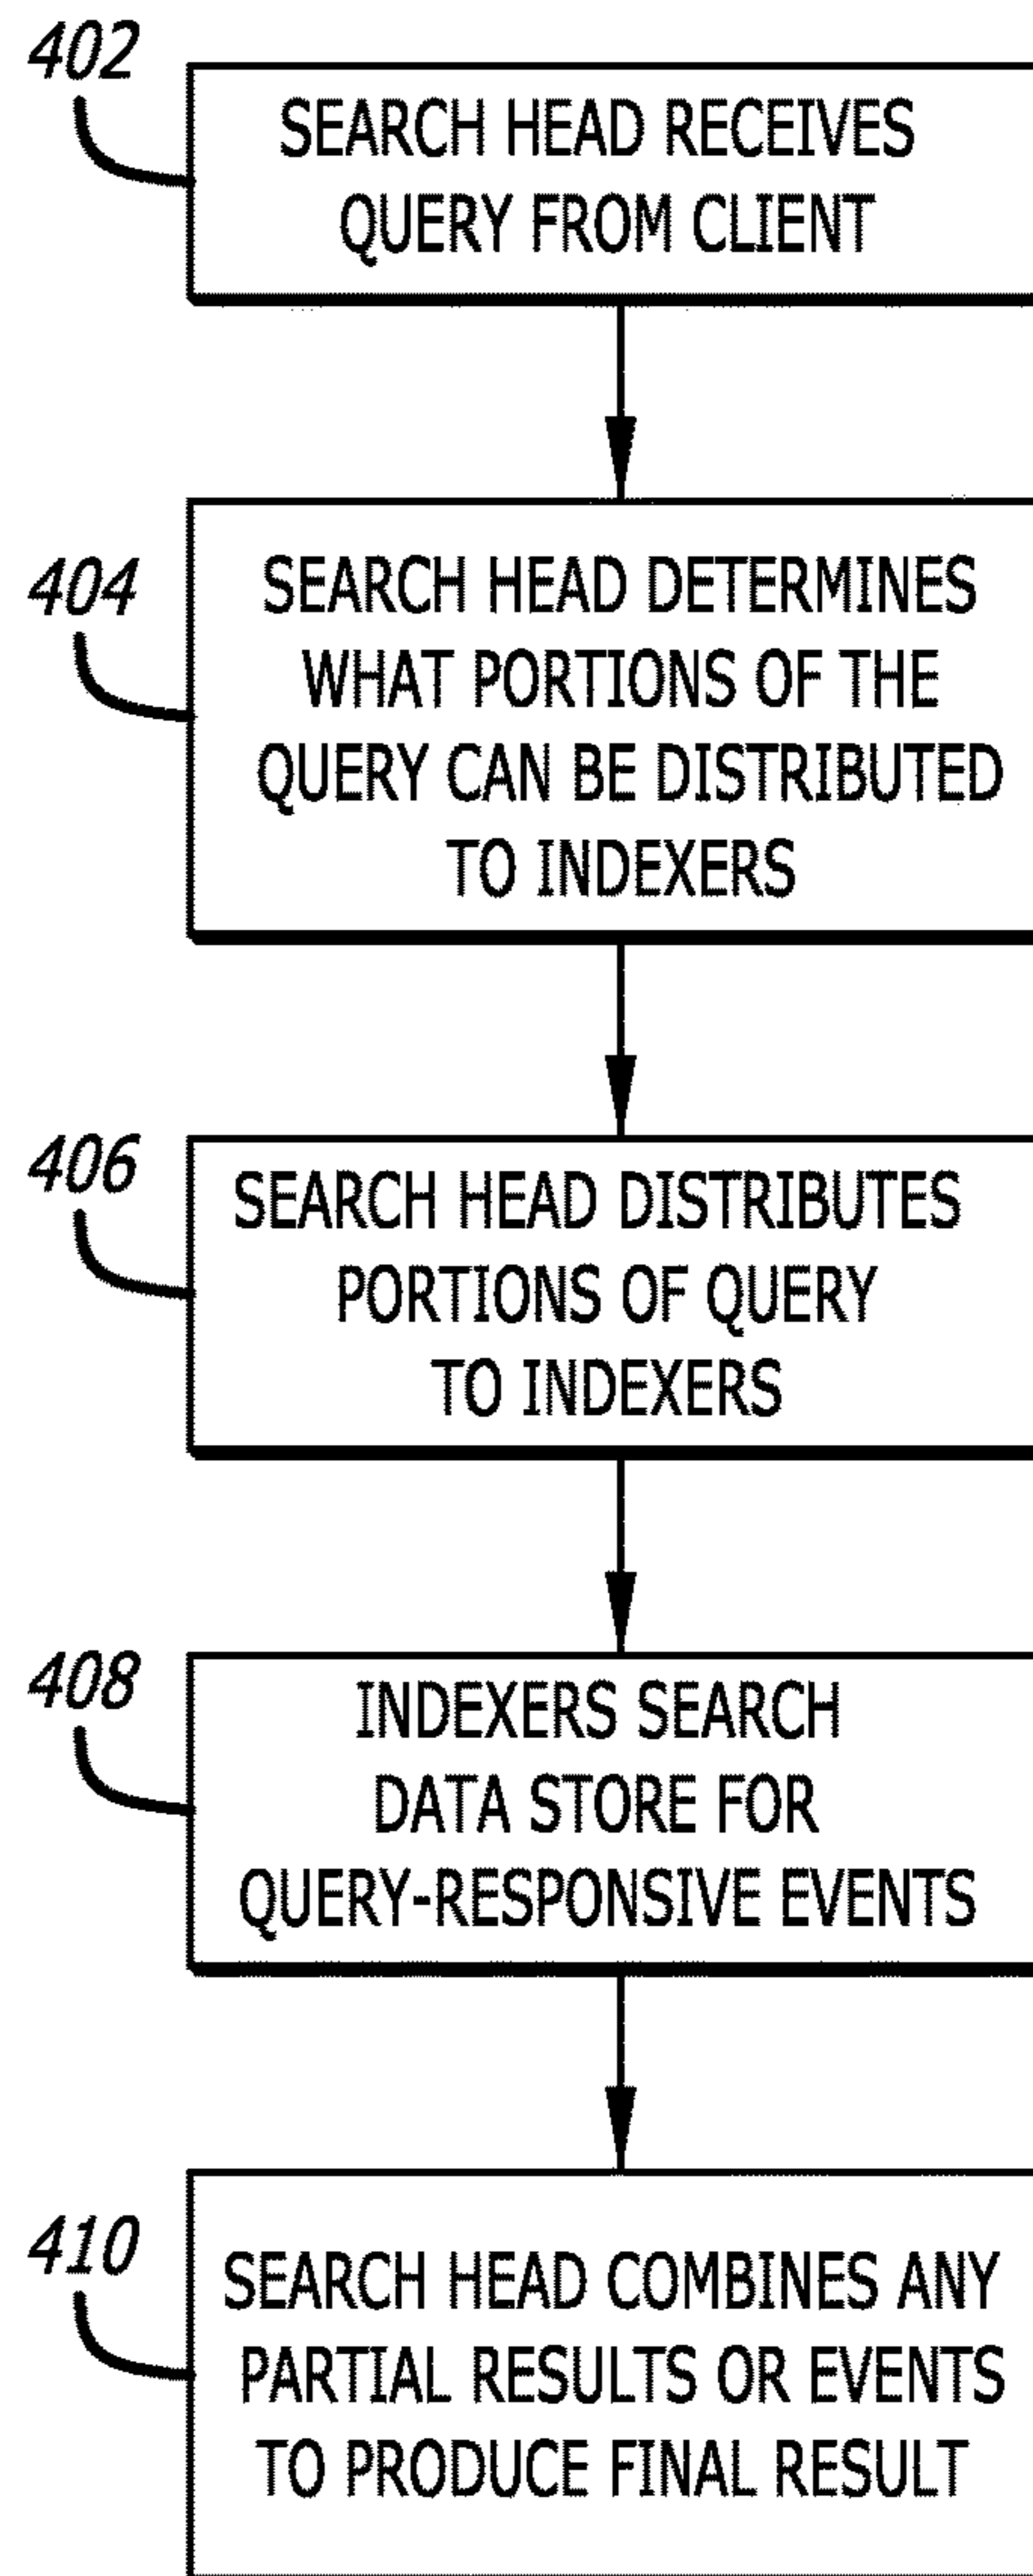 402
SEARCH HEAD RECEIVES
QUERY FROM CLIENT
404
SEARCH HEAD DETERMINES
WHAT PORTIONS OF THE
QUERY CAN BE DISTRIBUTED
TO INDEXERS
406
SEARCH HEAD DISTRIBUTES
PORTIONS OF QUERY
TO INDEXERS
408
INDEXERS SEARCH
DATA STORE FOR
QUERY-RESPONSIVE EVENTS
410
SEARCH HEAD COMBINES ANY
PARTIAL RESULTS OR EVENTS
TO PRODUCE FINAL RESULT